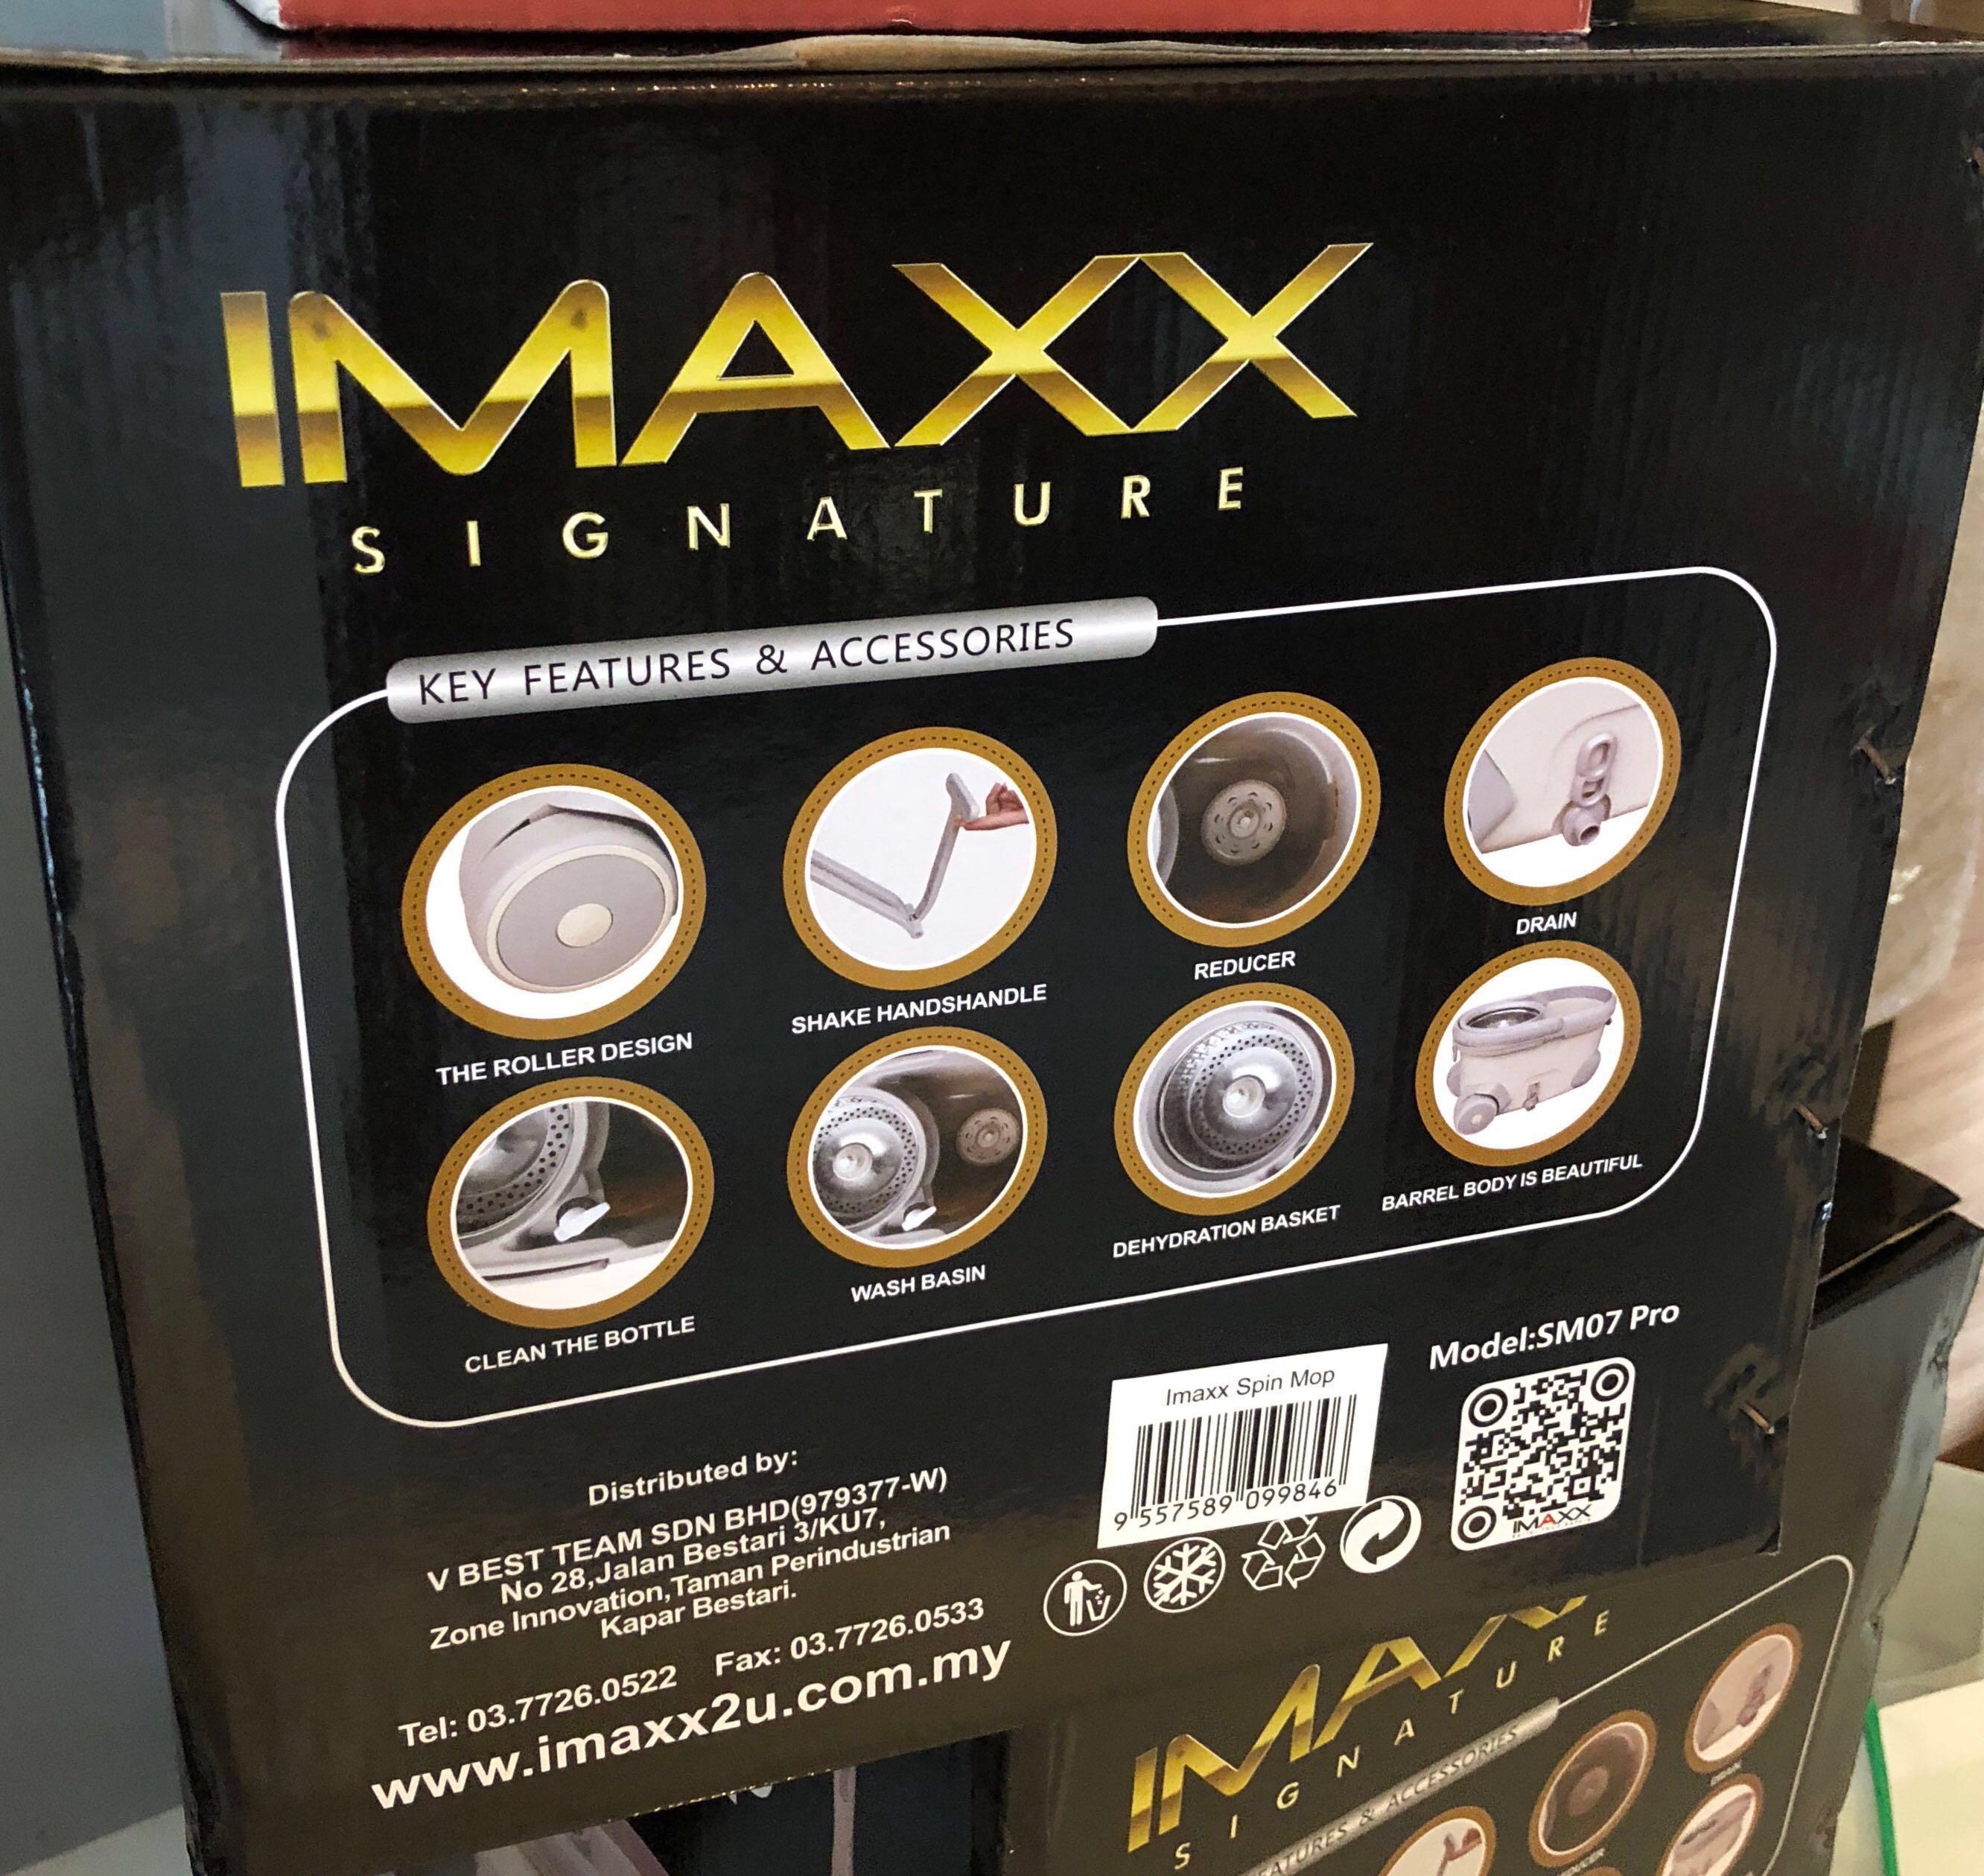 IMAXX
SIGNATURE
KEY FEATURES & ACCESSORIES
THE ROLLER DESIGN
SHAKE HANDSHANDLE
REDUCER
DRAIN
CLEAN THE BOTTLE
WASH BASIN
DEHYDRATION BASKET
BARREL BODY IS BEAUTIFUL
Distributed by:
V BEST TEAM SDN BHD(979377-W)
No 28,Jalan Bestari 3/KU7,
Zone Innovation,Taman Perindustrian
Kapar Bestari.
Tel: 03.7726.0522 Fax: 03.7726.0533
www.imaxx2u.com.my
Imaxx Spin Mop
9 557589 099846
Model:SM07 Pro
IMAXX
IMAXX
SIGNATURE
& ACCESSORIES